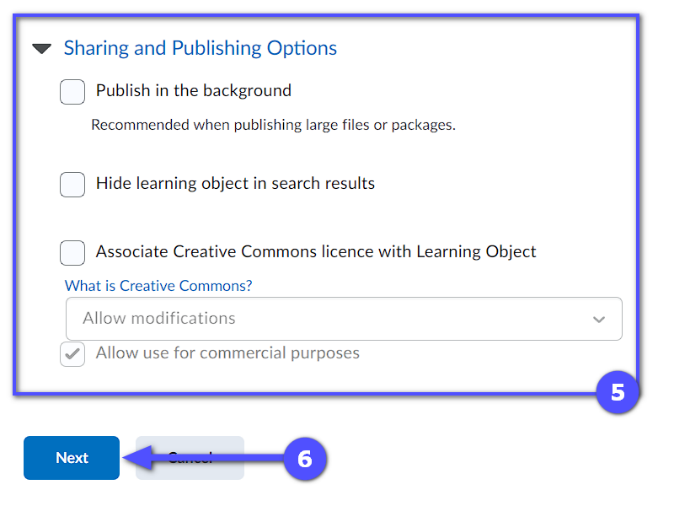 Sharing and Publishing Options
Publish in the background
Recommended when publishing large files or packages.
Hide learning object in search results
Associate Creative Commons licence with Learning Object
What is Creative Commons?
Allow modifications
Allow use for commercial purposes
5
Next
Cancel
6